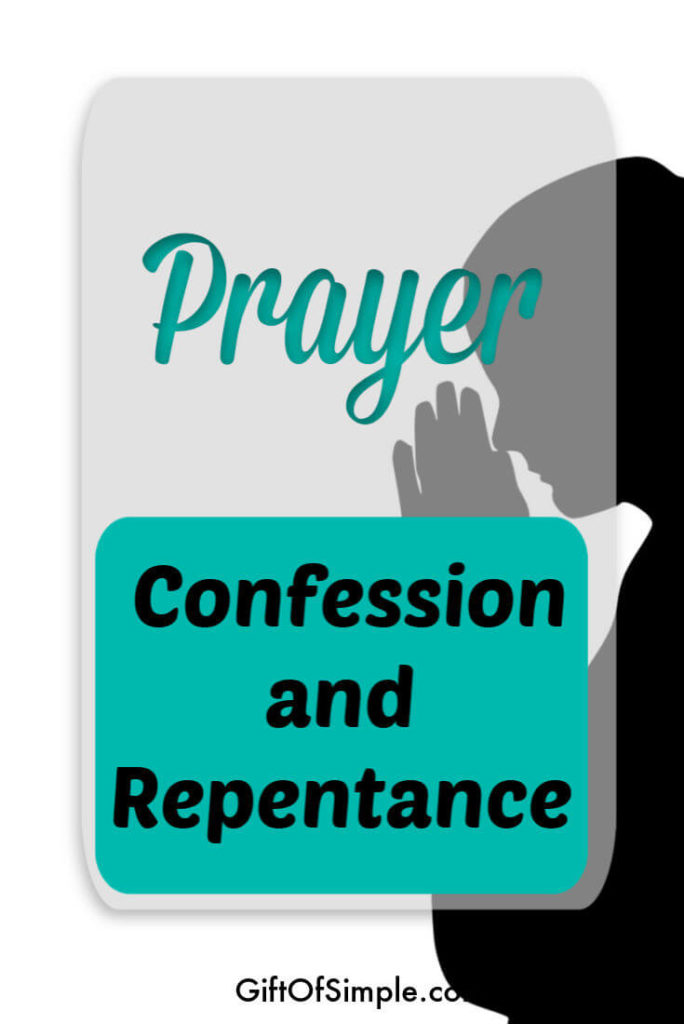 Prayer
Confession
and
Repentance
GiftOfSimple.co